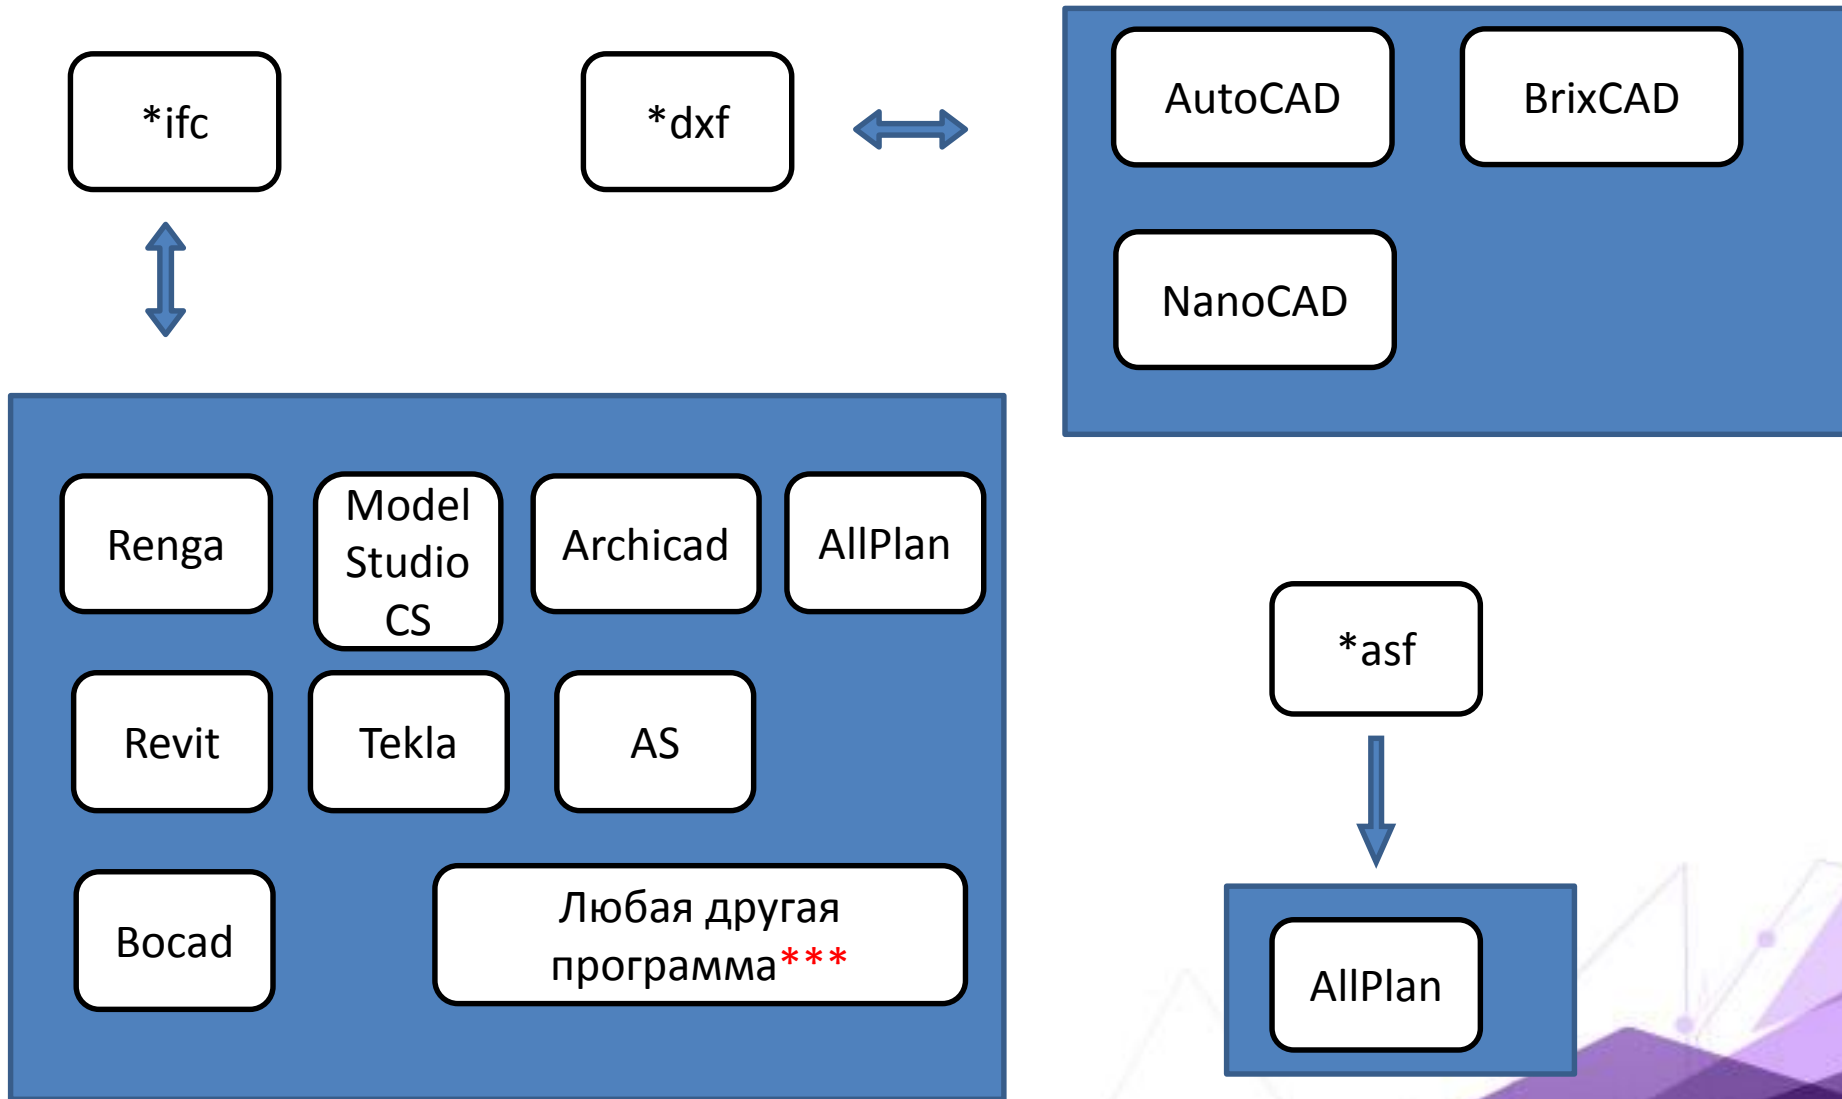 *ifc
*dxf
AutoCAD
BrixCAD
NanoCAD
Renga
Model
Studio
CS
Archicad
AllPlan
Revit
Tekla
AS
Bocad
Любая другая
программа***
*asf
AllPlan